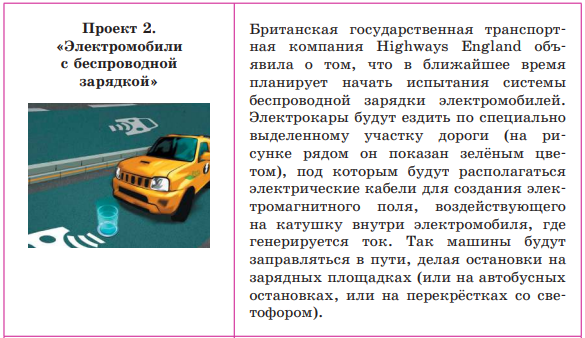 Проект 2.
«Электромобили
с беспроводной
зарядкой»
Британская государственная транспорт-
ная компания Highways England объ-
явила о том, что в ближайшее время
планирует начать испытания системы
беспроводной зарядки электромобилей.
Электрокары будут ездить по специально
выделенному участку дороги (на ри-
сунке рядом он показан зелёным цве-
том), под которым будут располагаться
электрические кабели для создания элек-
тромагнитного поля, воздействующего
на катушку внутри электромобиля, где
генерируется ток. Так машины будут
заправляться в пути, делая остановки на
зарядных площадках (или на автобусных
остановках, или на перекрёстках со све-
тофором).